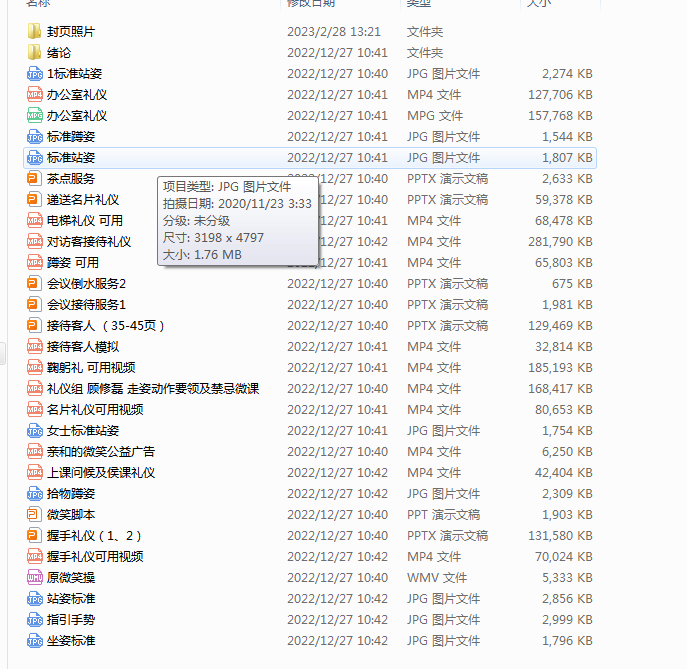 名称 修改日期 类型 大小
封页照片 2023/2/28 13:21 文件夹
绪论 2022/12/27 10:41 文件夹
1标准站姿 2022/12/27 10:40 JPG 图片文件 2,274 KB
办公室礼仪 2022/12/27 10:41 MP4 文件 127,706 KB
办公室礼仪 2022/12/27 10:41 MPG 文件 157,768 KB
标准蹲姿 2022/12/27 10:41 JPG 图片文件 1,544 KB
标准站姿 2022/12/27 10:41 JPG 图片文件 1,807 KB
茶点服务 2022/12/27 10:40 PPTX 演示文稿 2,633 KB
递送名片礼仪 10:40 PPTX 演示文稿 59,378 KB
电梯礼仪 可用 10:41 MP4 文件 68,478 KB
对访客接待礼仪 10:42 MP4 文件 281,790 KB
蹲姿 可用 10:41 MP4 文件 65,803 KB
项目类型: JPG 图片文件
拍摄日期: 2020/11/23 3:33
分级: 未分级
尺寸: 3198 x 4797
大小: 1.76 MB
会议倒水服务2 2022/12/27 10:40 PPTX 演示文稿 675 KB
会议接待服务1 2022/12/27 10:40 PPTX 演示文稿 1,981 KB
接待客人 （35-45页） 2022/12/27 10:40 PPTX 演示文稿 129,469 KB
接待客人模拟 2022/12/27 10:40 MP4 文件 32,814 KB
鞠躬礼 可用视频 2022/12/27 10:41 MP4 文件 185,193 KB
礼仪组 顾修磊 走姿动作要领及禁忌微课 2022/12/27 10:40 MP4 文件 168,417 KB
名片礼仪可用视频 2022/12/27 10:41 MP4 文件 80,653 KB
女士标准站姿 2022/12/27 10:41 JPG 图片文件 1,754 KB
亲和的微笑公益广告 2022/12/27 10:41 MP4 文件 6,250 KB
上课问候及侯课礼仪 2022/12/27 10:42 MP4 文件 42,404 KB
拾物蹲姿 2022/12/27 10:42 JPG 图片文件 2,309 KB
微笑脚本 2022/12/27 10:40 PPT 演示文稿 1,903 KB
握手礼仪（1、2） 2022/12/27 10:40 PPTX 演示文稿 131,580 KB
握手礼仪可用视频 2022/12/27 10:42 MP4 文件 70,024 KB
原微笑操 2022/12/27 10:40 WMV 文件 5,333 KB
站姿标准 2022/12/27 10:42 JPG 图片文件 2,856 KB
指引手势 2022/12/27 10:42 JPG 图片文件 2,999 KB
坐姿标准 2022/12/27 10:42 JPG 图片文件 1,796 KB